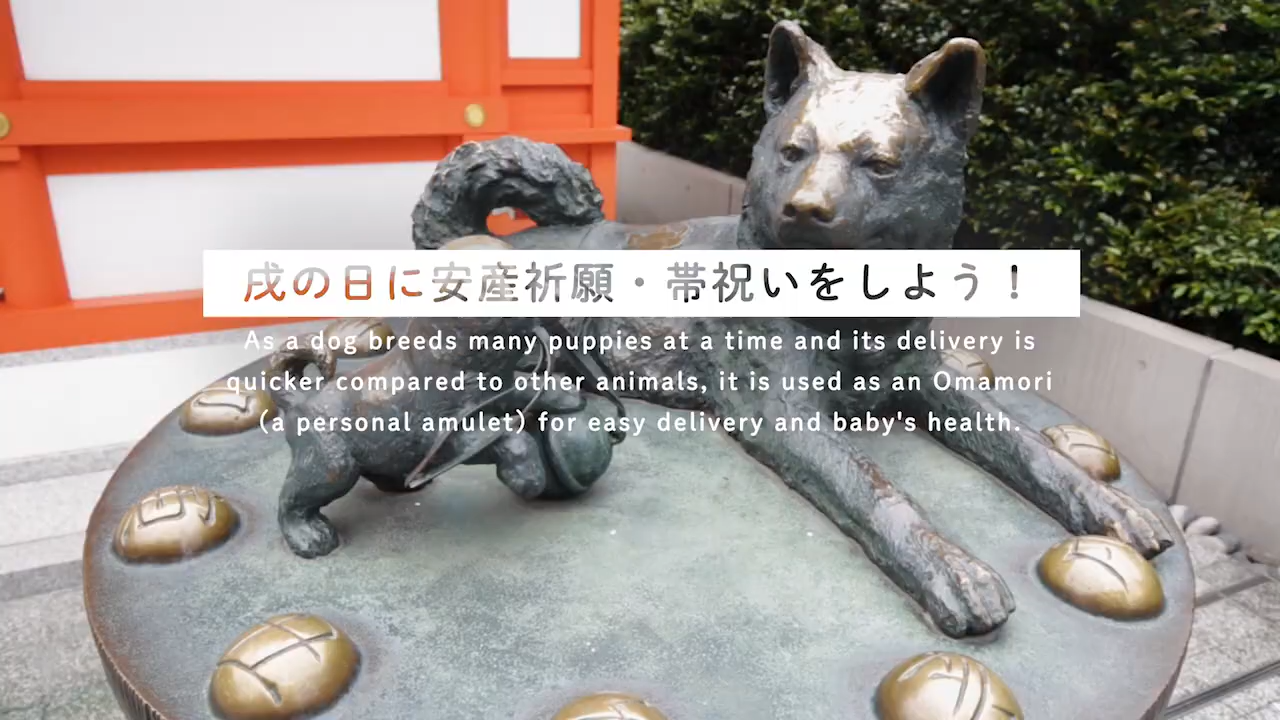 戌の日に安産祈願・帯祝いをしよう！
As a dog breeds many puppies at a time and its delivery is
quicker compared to other animals, it is used as an Omamori
(a personal amulet) for easy delivery and baby's health.